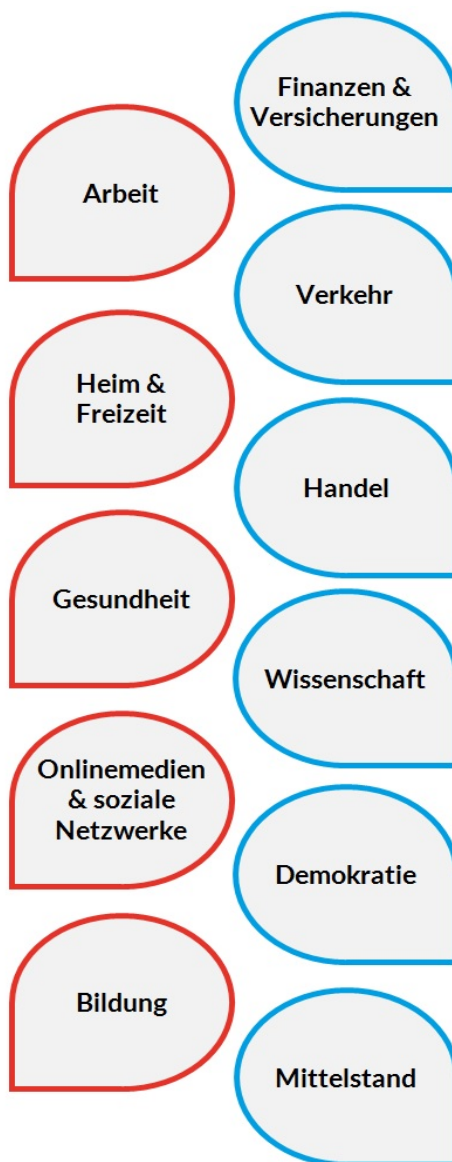 Finanzen &
Versicherungen
Arbeit
Verkehr
Heim &
Freizeit
Handel
Gesundheit
Wissenschaft
Onlinemedien
& soziale
Netzwerke
Demokratie
Bildung
Mittelstand